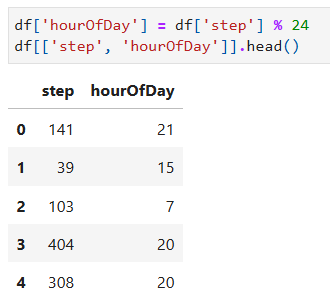 df['hourOfDay'] = df['step'] % 24
df[['step', 'hourOfDay']].head()
step hourOfDay
0 141 21
1 39 15
2 103 7
3 404 20
4 308 20